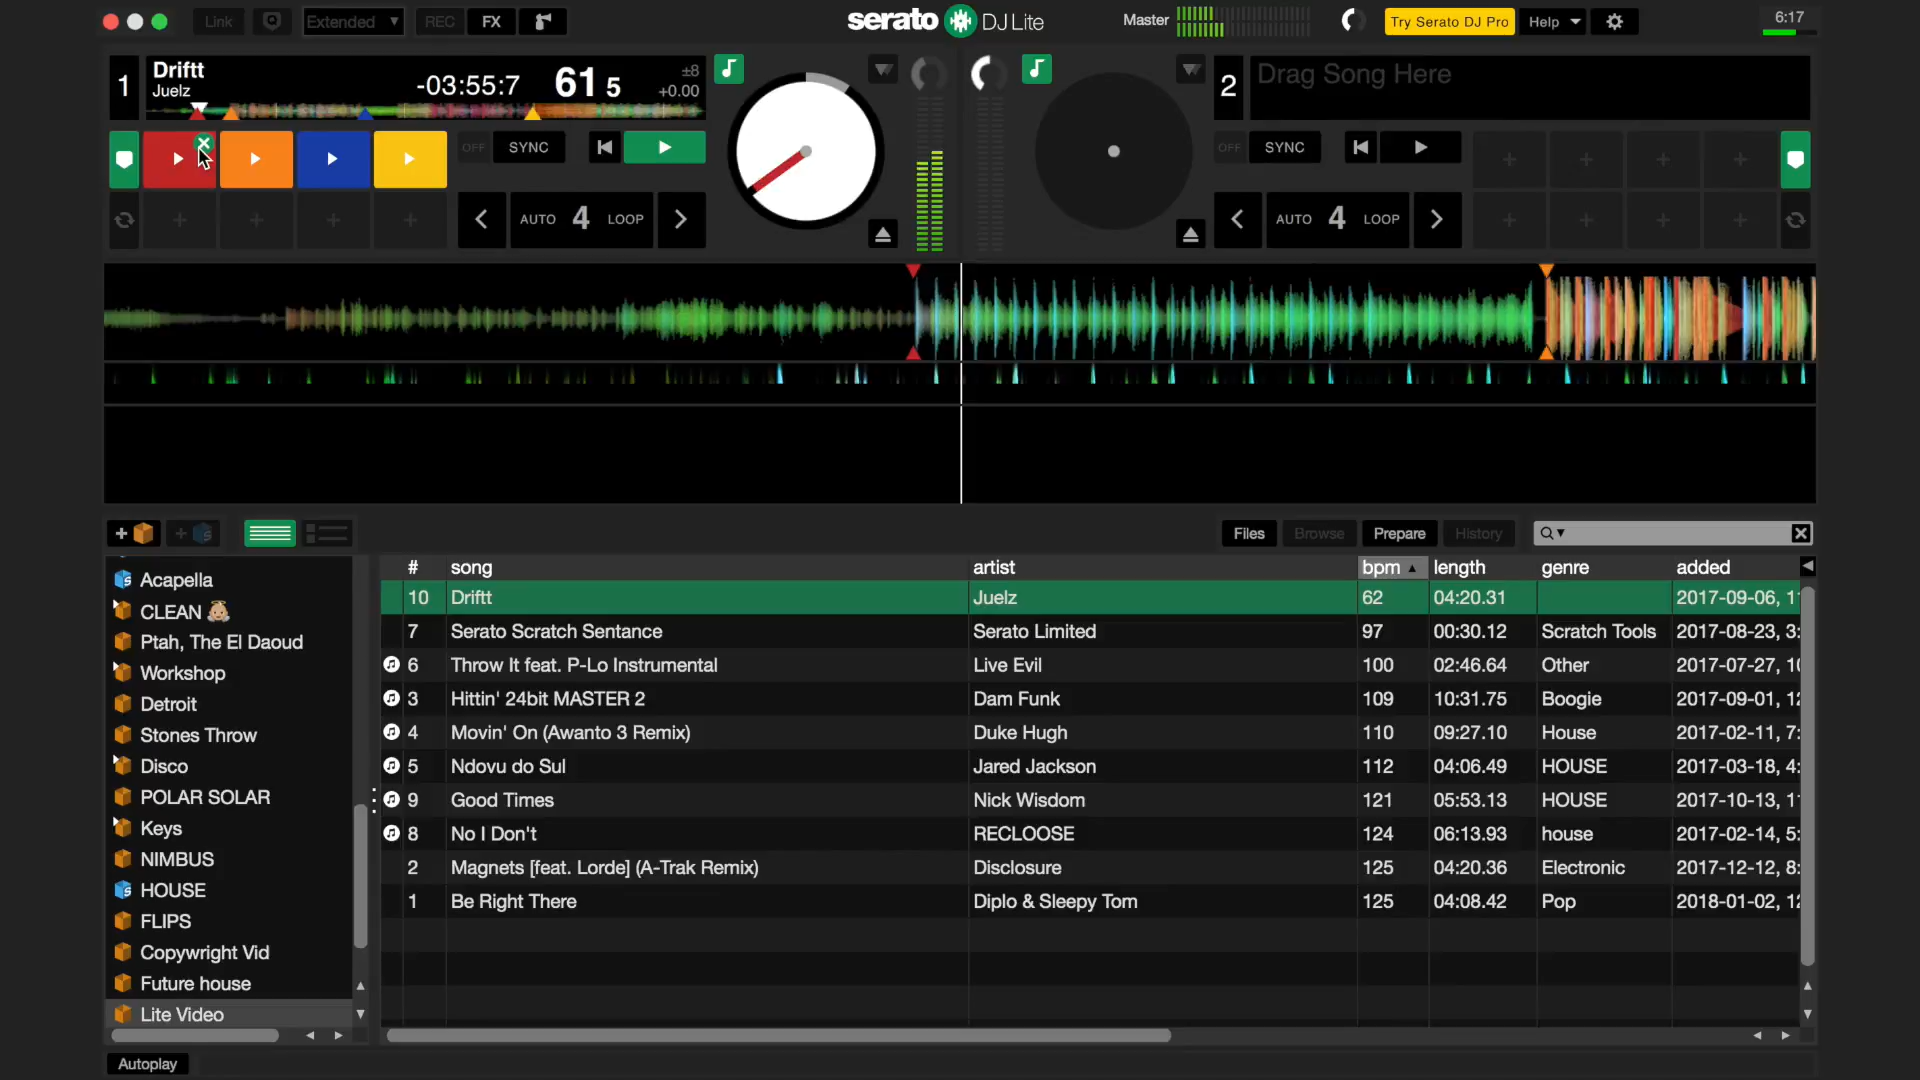 Link
Extended
REC
FX
serato DJ Lite
Master
Try Serato DJ Pro
Help
6:17
1
Driftt
Juelz
-03:55:7
61 5
±8
+0.00
2
Drag Song Here
OFF
SYNC
OFF
SYNC
AUTO 4 LOOP
AUTO 4 LOOP
Files
Browse
Prepare
History
# song artist bpm length genre added
10 Driftt Juelz 62 04:20.31 2017-09-06, 1
7 Serato Scratch Sentance Serato Limited 97 00:30.12 Scratch Tools 2017-08-23, 3:
6 Throw It feat. P-Lo Instrumental Live Evil 100 02:46.64 Other 2017-07-27, 10
3 Hittin' 24bit MASTER 2 Dam Funk 109 10:31.75 Boogie 2017-09-01, 12
4 Movin' On (Awanto 3 Remix) Duke Hugh 110 09:27.10 House 2017-02-11, 7:
5 Ndovu do Sul Jared Jackson 112 04:06.49 HOUSE 2017-03-18, 4:
9 Good Times Nick Wisdom 121 05:53.13 HOUSE 2017-10-13, 1
8 No I Don't RECLOOSE 124 06:13.93 house 2017-02-14, 5:
2 Magnets [feat. Lorde] (A-Trak Remix) Disclosure 125 04:20.36 Electronic 2017-12-12, 8:
1 Be Right There Diplo & Sleepy Tom 125 04:08.42 Pop 2018-01-02, 12
Acapella
CLEAN 👼🏼
Ptah, The El Daoud
Workshop
Detroit
Stones Throw
Disco
POLAR SOLAR
Keys
NIMBUS
HOUSE
FLIPS
Copywright Vid
Future house
Lite Video
Autoplay